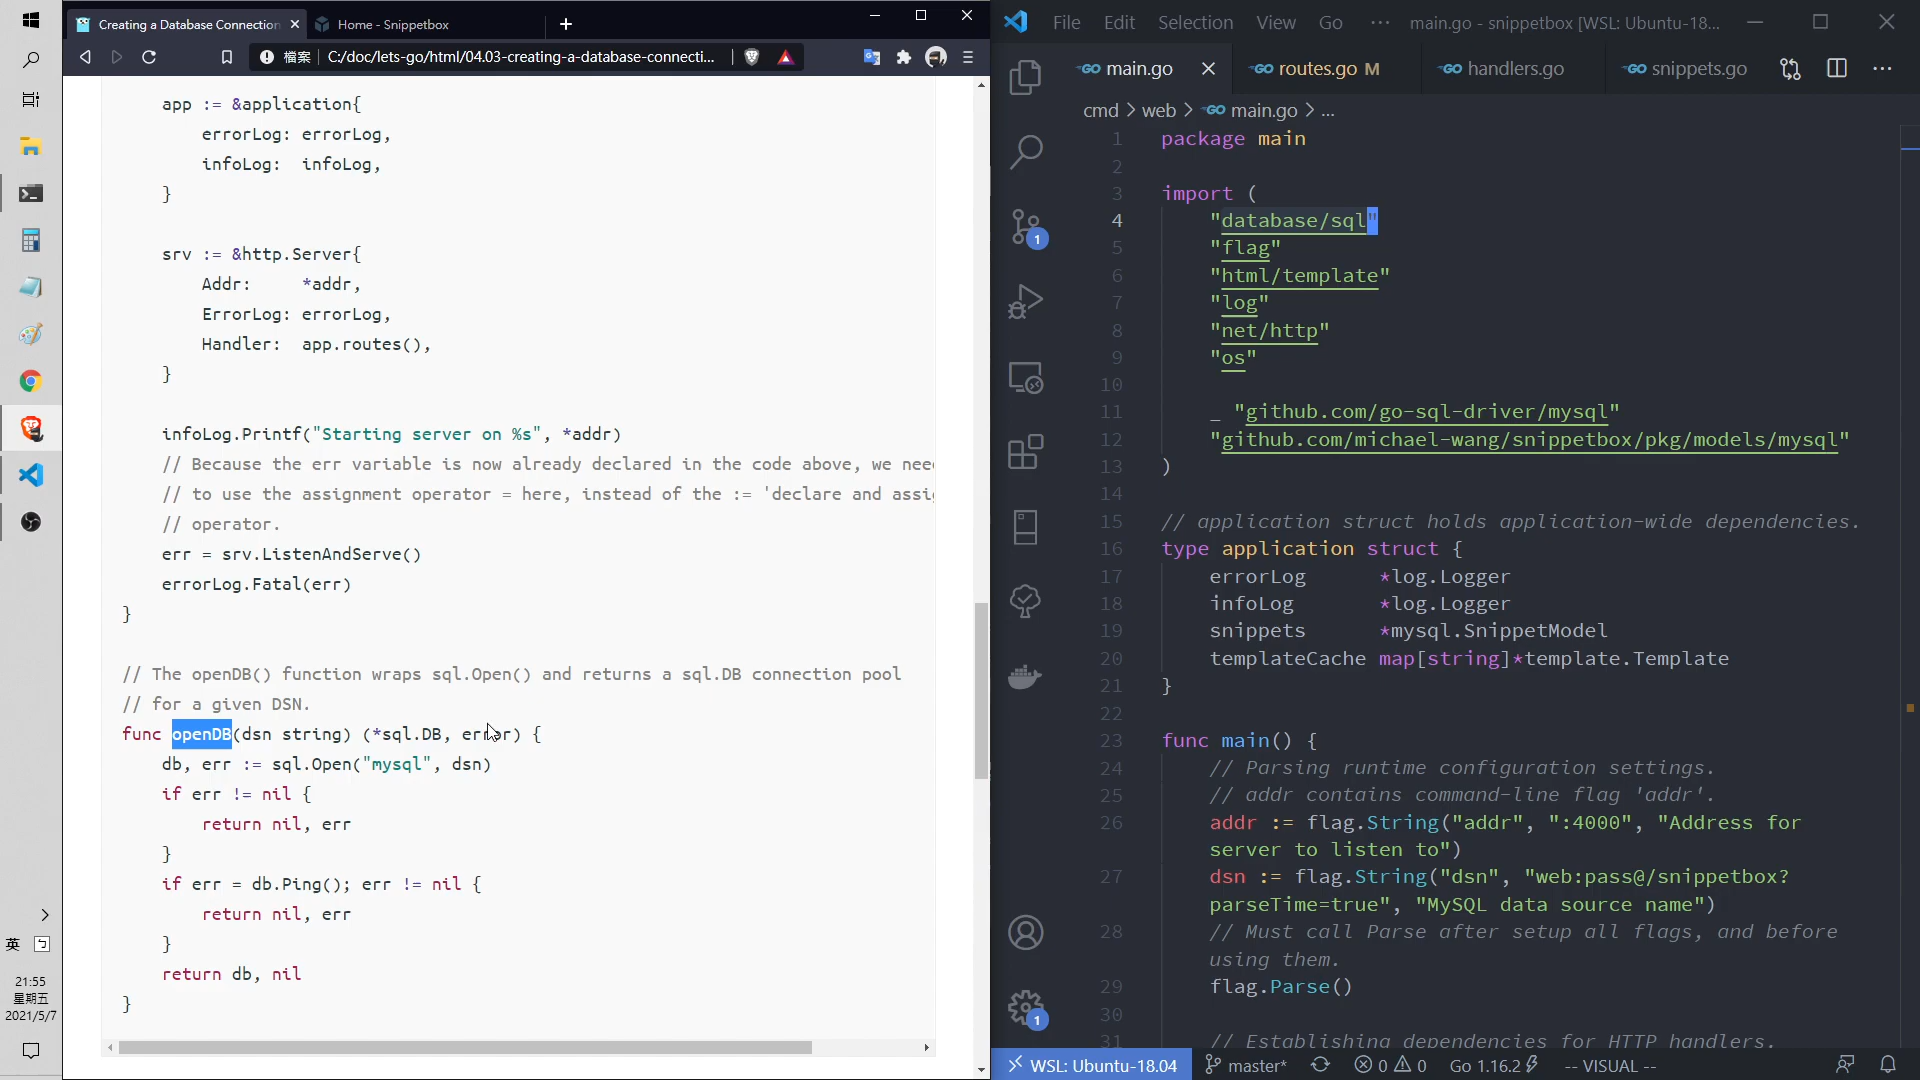 Creating a Database Connection
Home - Snippetbox
檔案
C:/doc/lets-go/html/04.03-creating-a-database-connecti...
app := &application{
errorLog: errorLog,
infoLog:  infoLog,
}
srv := &http.Server{
Addr:     *addr,
ErrorLog: errorLog,
Handler:  app.routes(),
}
infoLog.Printf("Starting server on %s", *addr)
// Because the err variable is now already declared in the code above, we need
// to use the assignment operator = here, instead of the := 'declare and assig
// operator.
err = srv.ListenAndServe()
errorLog.Fatal(err)
}
// The openDB() function wraps sql.Open() and returns a sql.DB connection pool
// for a given DSN.
func openDB(dsn string) (*sql.DB, error) {
db, err := sql.Open("mysql", dsn)
if err != nil {
return nil, err
}
if err = db.Ping(); err != nil {
return nil, err
}
return db, nil
}
英
21:55
星期五
2021/5/7
File Edit Selection View Go ··· main.go - snippetbox [WSL: Ubuntu-18...
main.go
routes.go M
handlers.go
snippets.go
cmd > web > main.go > ...
1 package main
2
3 import (
4 "database/sql"
5 "flag"
6 "html/template"
7 "log"
8 "net/http"
9 "os"
10
11 _ "github.com/go-sql-driver/mysql"
12 "github.com/michael-wang/snippetbox/pkg/models/mysql"
13 )
14
15 // application struct holds application-wide dependencies.
16 type application struct {
17 errorLog      *log.Logger
18 infoLog       *log.Logger
19 snippets      *mysql.SnippetModel
20 templateCache map[string]*template.Template
21 }
22
23 func main() {
24 // Parsing runtime configuration settings.
25 // addr contains command-line flag 'addr'.
26 addr := flag.String("addr", ":4000", "Address for
server to listen to")
27 dsn := flag.String("dsn", "web:pass@/snippetbox?
parseTime=true", "MySQL data source name")
28 // Must call Parse after setup all flags, and before
using them.
29 flag.Parse()
30
31 // Establishing dependencies for HTTP handlers.
1
1
WSL: Ubuntu-18.04 master* 0 0 Go 1.16.2 -- VISUAL --